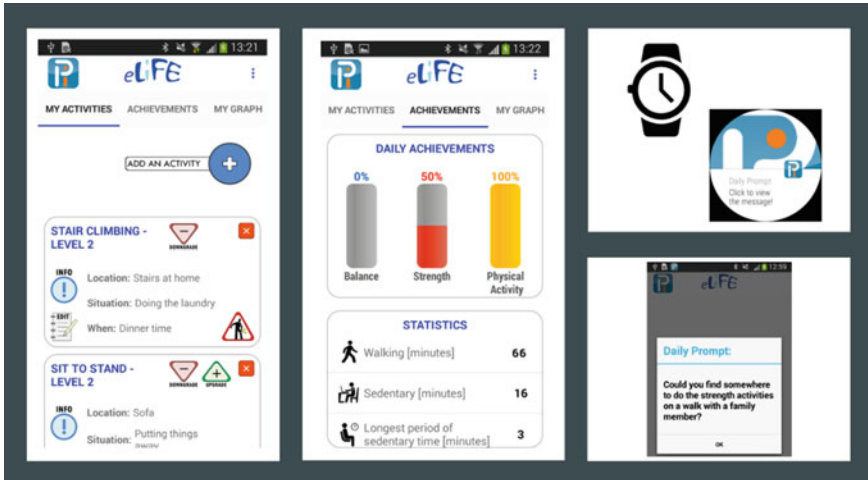 13:21
eLiFE
MY ACTIVITIES ACHIEVEMENTS MY GRAPH
ADD AN ACTIVITY
STAIR CLIMBING -
LEVEL 2
DOWNGRADE
INFO
Location: Stairs at home
Situation: Doing the laundry
EDIT
When: Dinner time
SIT TO STAND -
LEVEL 2
DOWNGRADE UPGRADE
INFO
Location: Sofa
Situation: Putting things
away
13:22
eLiFE
MY ACTIVITIES ACHIEVEMENTS MY GRAPH
DAILY ACHIEVEMENTS
0% 50% 100%
Balance Strength Physical
Activity
STATISTICS
Walking [minutes] 66
Sedentary [minutes] 16
Longest period of
sedentary time [minutes] 3
Daily Prompt
Click to view
the message!
12:59
eLiFE
Daily Prompt:
Could you find somewhere
to do the strength activities
on a walk with a family
member?
OK